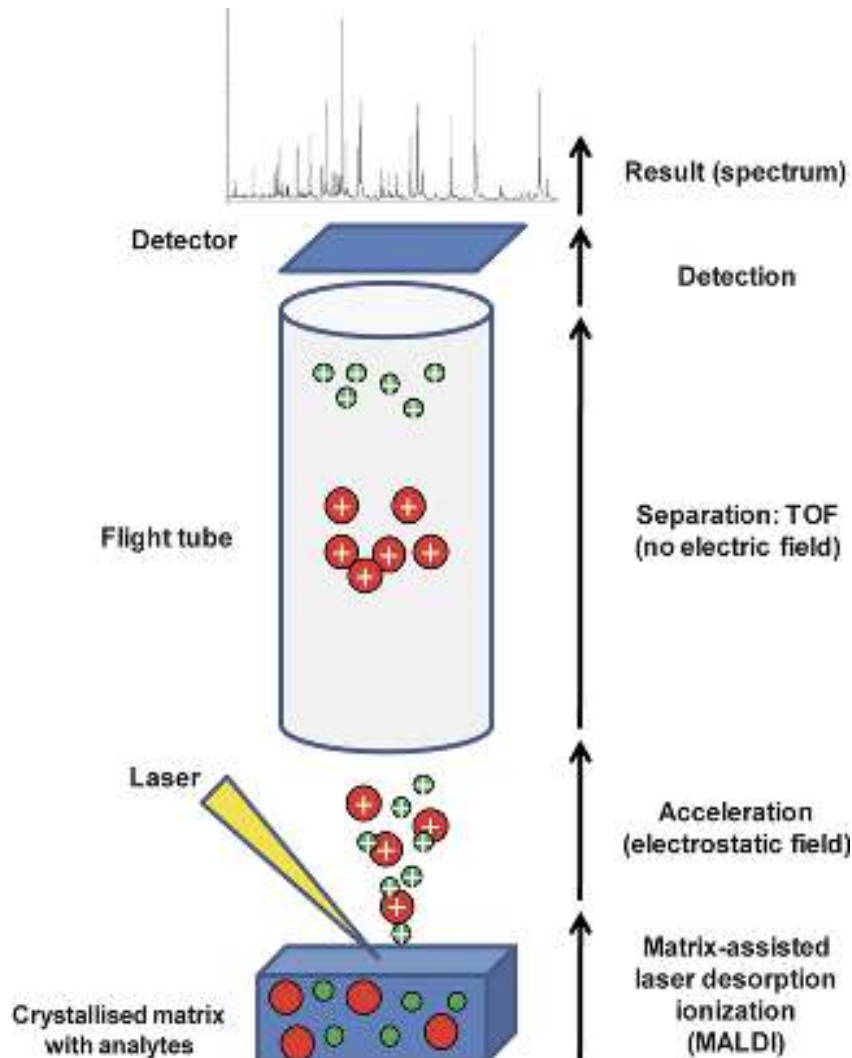 Result (spectrum)
Detector
Detection
Flight tube
Separation: TOF
(no electric field)
Laser
Acceleration
(electrostatic field)
Matrix-assisted
laser desorption
ionization
(MALDI)
Crystallised matrix
with analytes